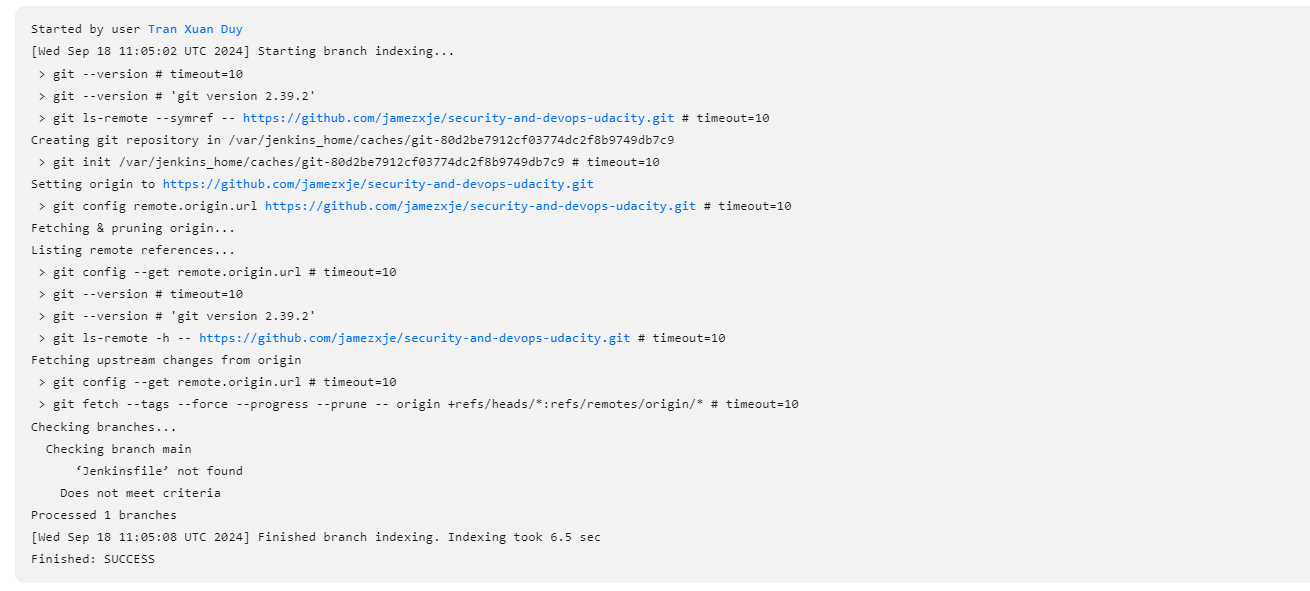 Started by user Tran Xuan Duy
[Wed Sep 18 11:05:02 UTC 2024] Starting branch indexing...
 > git --version # timeout=10
 > git --version # 'git version 2.39.2'
 > git ls-remote --symref -- https://github.com/jamezxje/security-and-devops-udacity.git # timeout=10
Creating git repository in /var/jenkins_home/caches/git-80d2be7912cf03774dc2f8b9749db7c9
 > git init /var/jenkins_home/caches/git-80d2be7912cf03774dc2f8b9749db7c9 # timeout=10
Setting origin to https://github.com/jamezxje/security-and-devops-udacity.git
 > git config remote.origin.url https://github.com/jamezxje/security-and-devops-udacity.git # timeout=10
Fetching & pruning origin...
Listing remote references...
 > git config --get remote.origin.url # timeout=10
 > git --version # timeout=10
 > git --version # 'git version 2.39.2'
 > git ls-remote -h -- https://github.com/jamezxje/security-and-devops-udacity.git # timeout=10
Fetching upstream changes from origin
 > git config --get remote.origin.url # timeout=10
 > git fetch --tags --force --progress --prune -- origin +refs/heads/*:refs/remotes/origin/* # timeout=10
Checking branches...
  Checking branch main
      ‘Jenkinsfile’ not found
    Does not meet criteria
Processed 1 branches
[Wed Sep 18 11:05:08 UTC 2024] Finished branch indexing. Indexing took 6.5 sec
Finished: SUCCESS